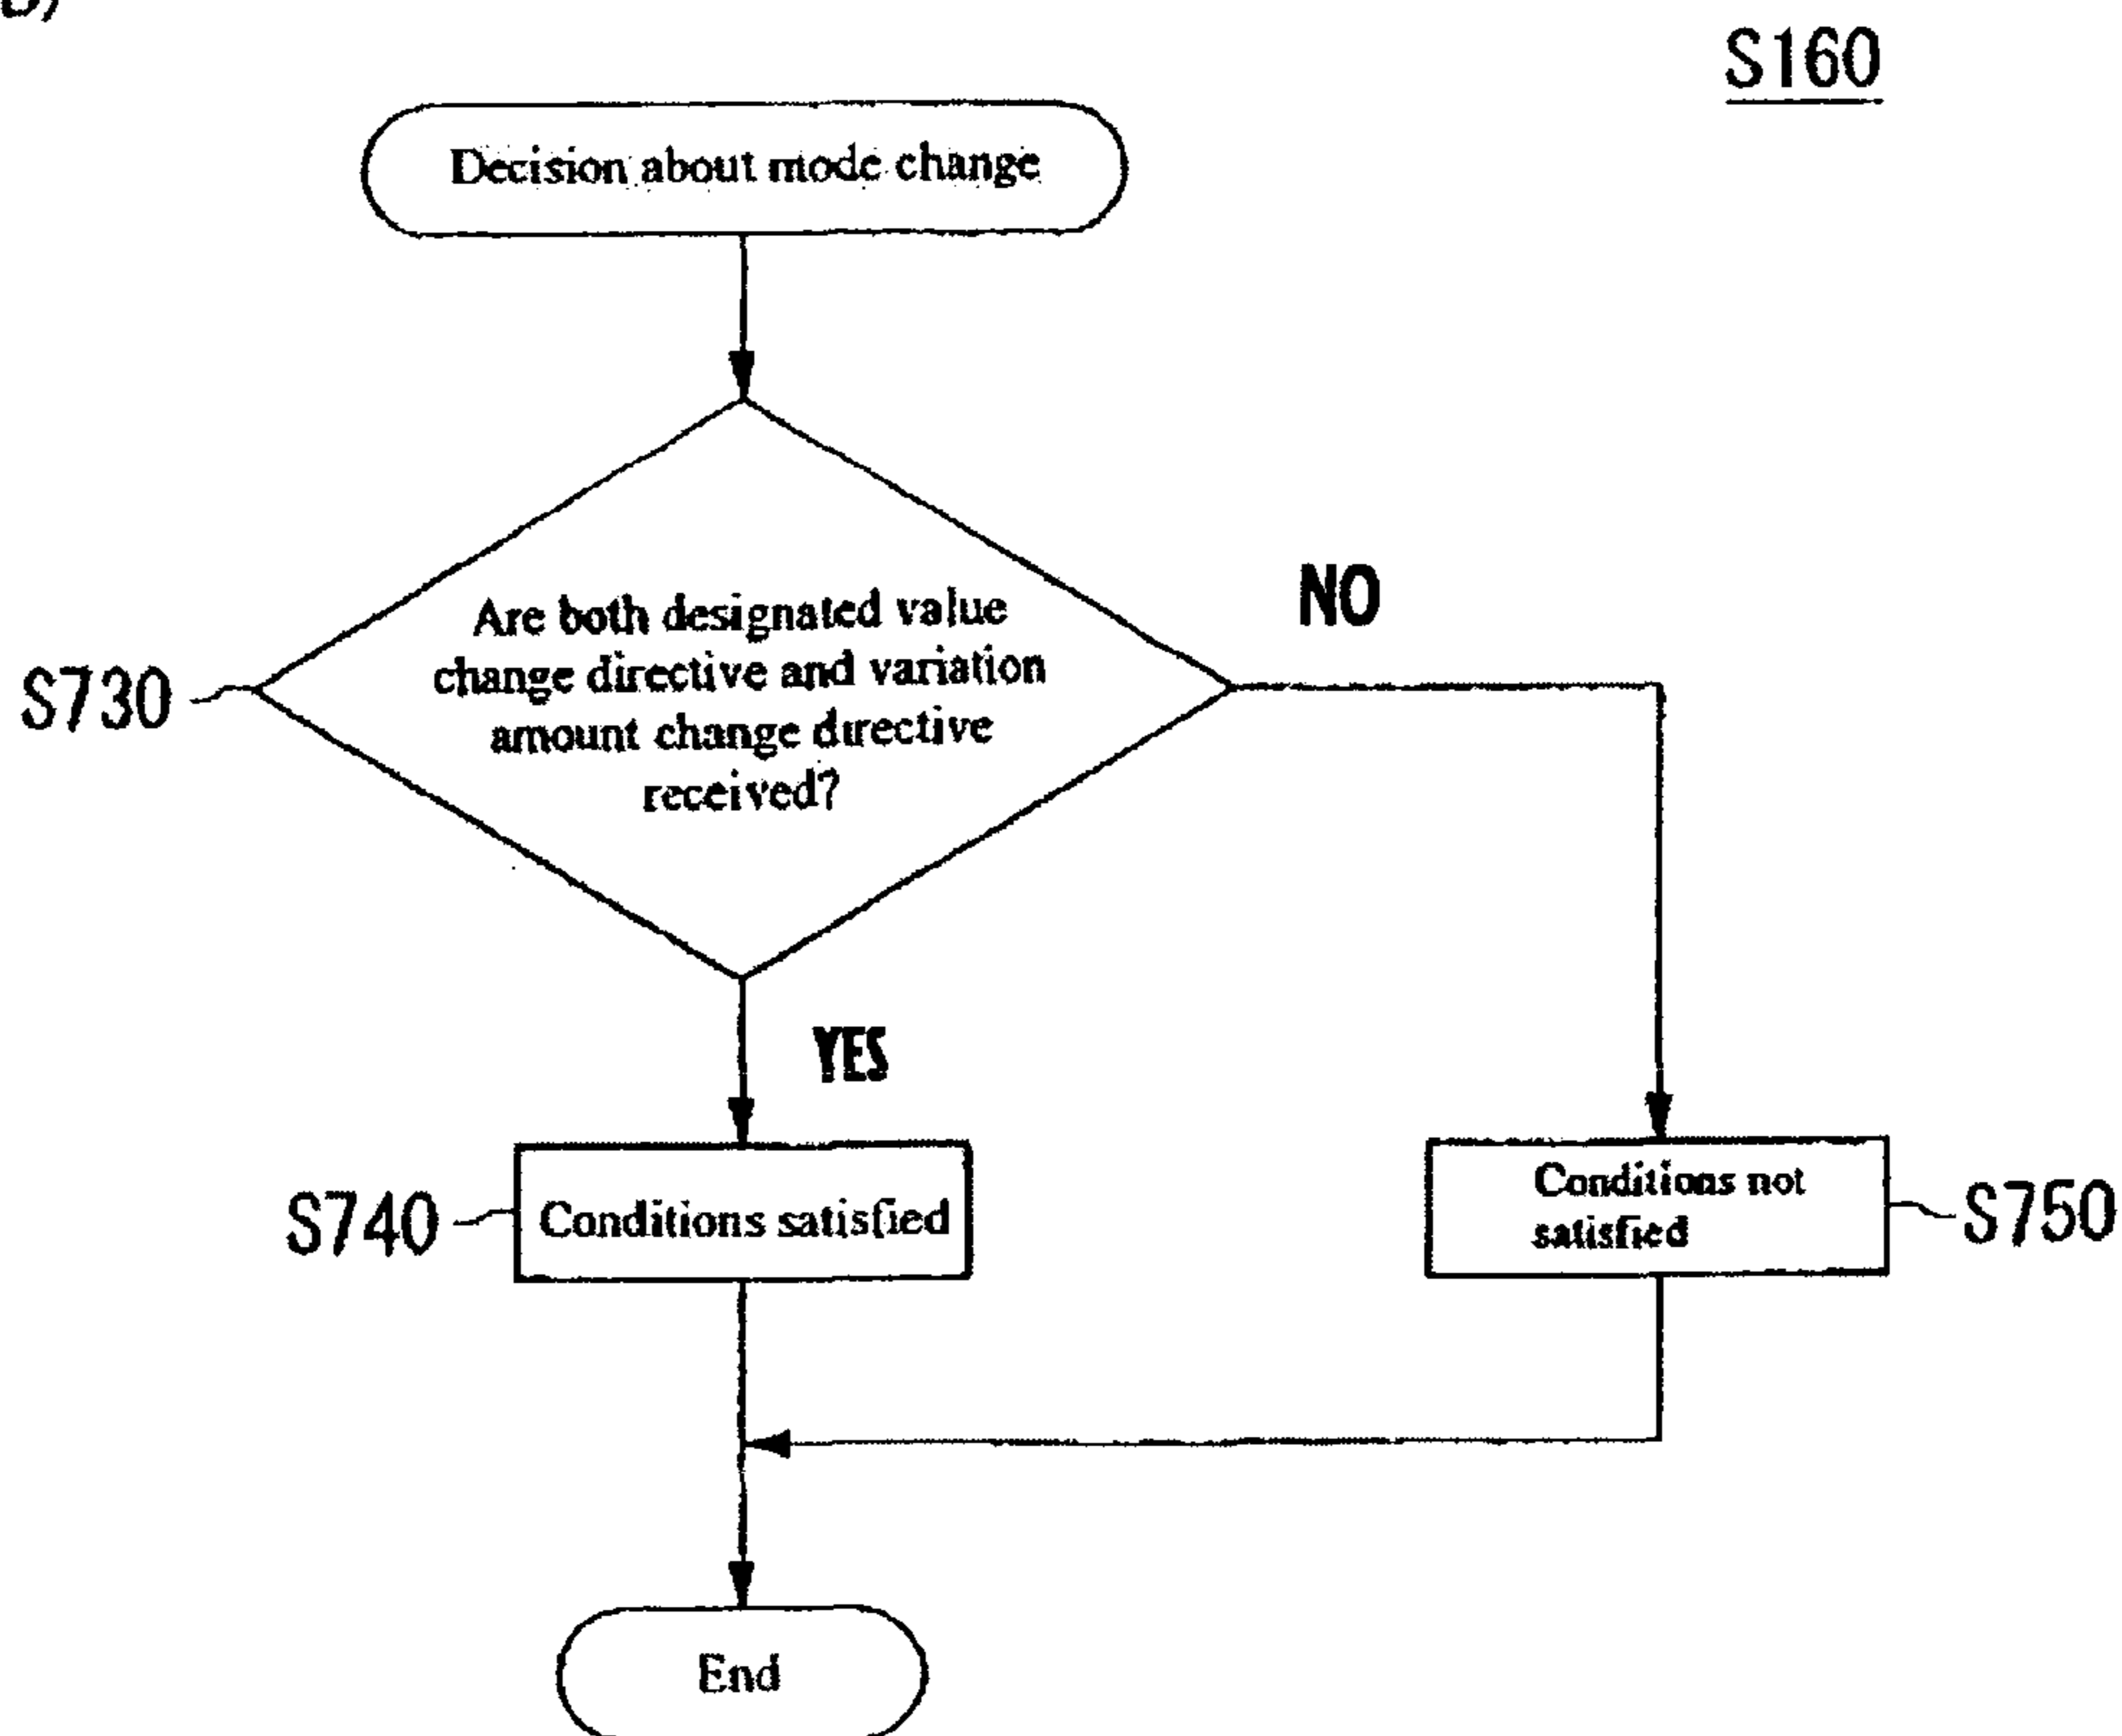 S160
Decision about mode change
Are both designated value
change directive and variation
amount change directive
received?
NO
S730
YES
S740
Conditions satisfied
Conditions not
satisfied
S750
End